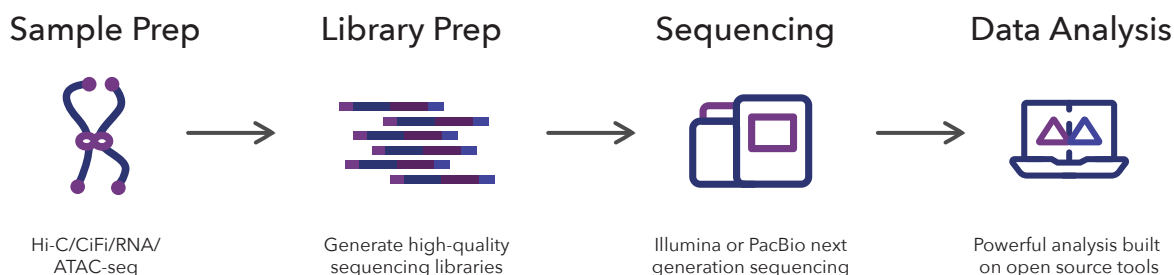 Sample Prep
Library Prep
Sequencing
Data Analysis
Hi-C/CiFi/RNA/
ATAC-seq
Generate high-quality
sequencing libraries
Illumina or PacBio next
generation sequencing
Powerful analysis built
on open source tools